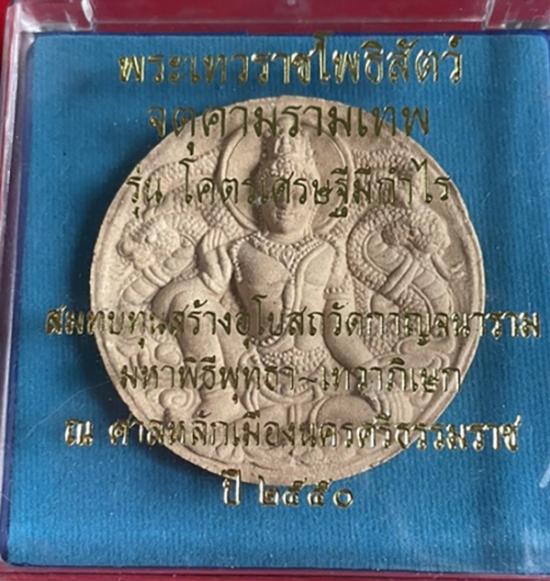 พระเทวราชโพธิสัตว์
จตุคามรามเทพ
รุ่น โคตรเศรษฐีมีกำไร
สมทบทุนสร้างอุโบสถวัดกาญจนาราม
มหาพิธีพุทธา-เทวาภิเษก
ณ ศาลหลักเมืองนครศรีธรรมราช
ปี ๒๕๕๐